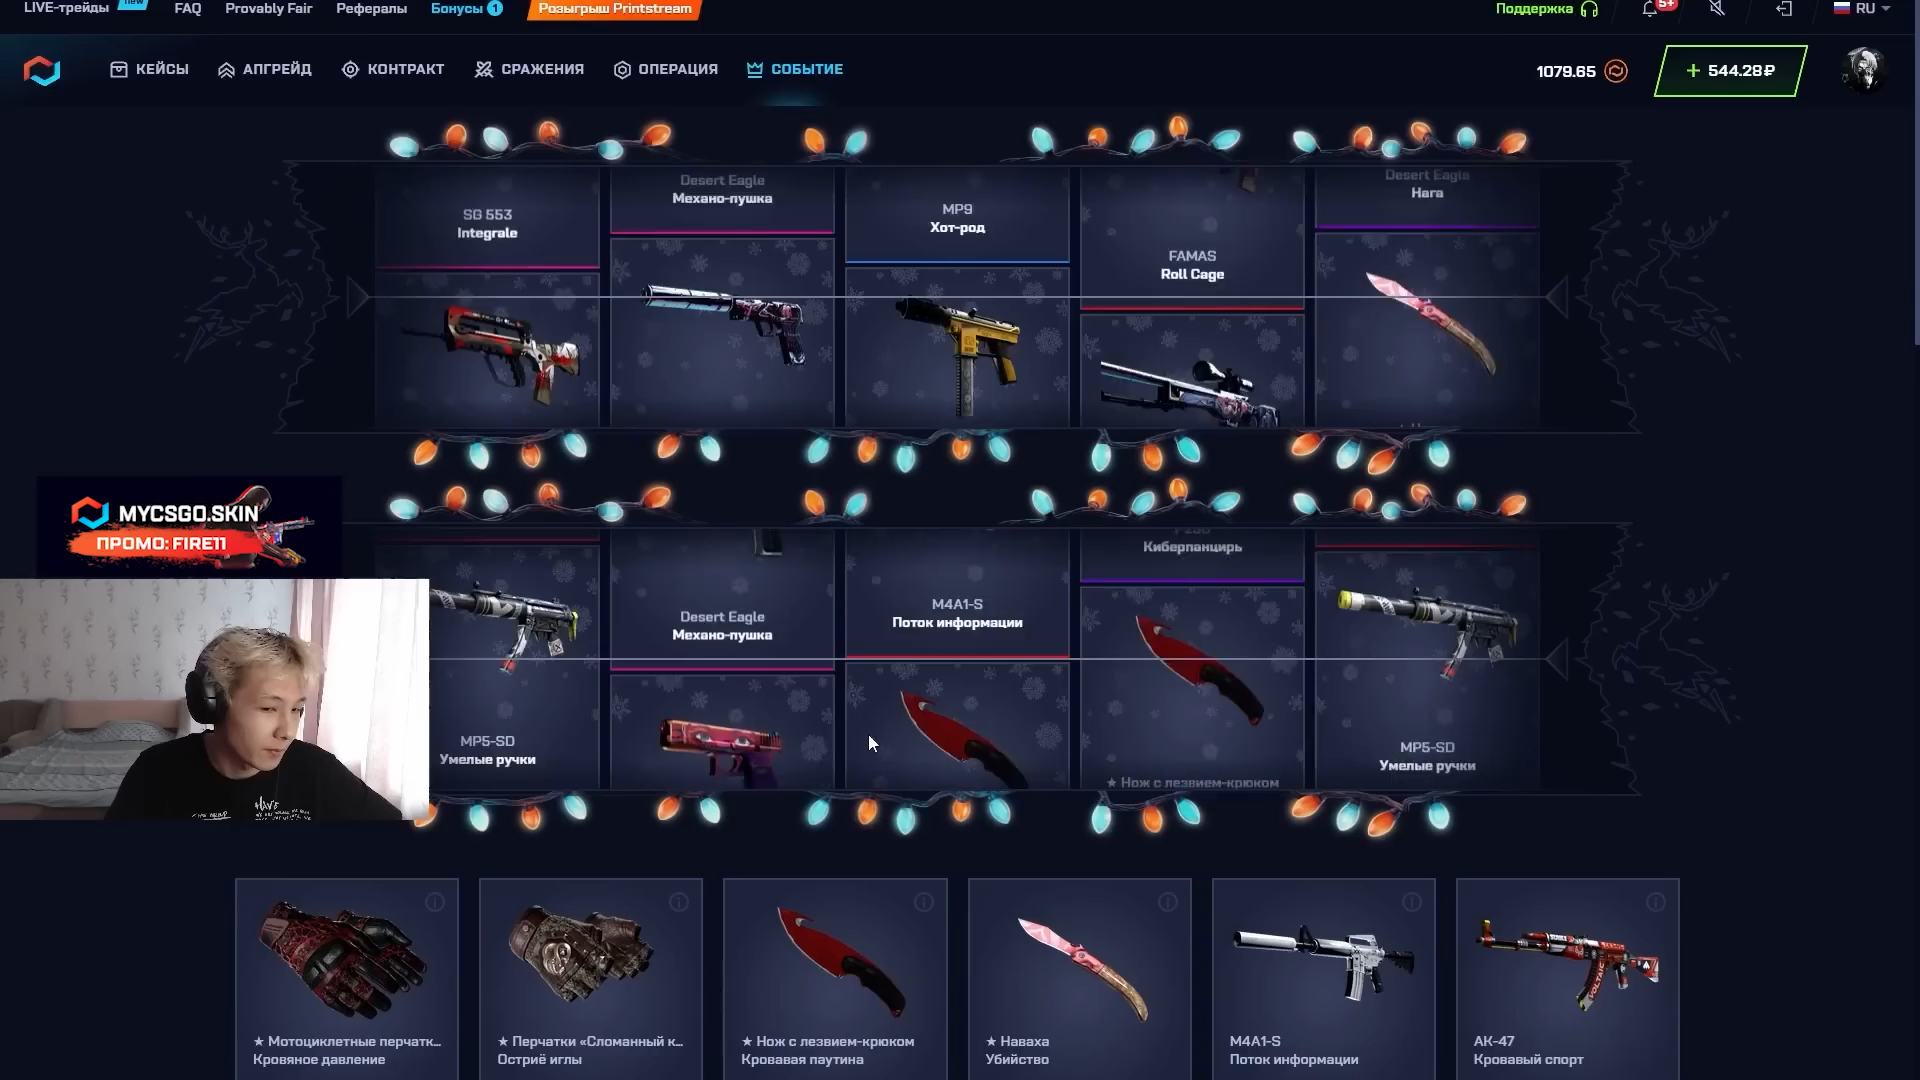 LIVE-трейды
new
FAQ
Provably Fair
Рефералы
Бонусы 1
Розыгрыш Printstream
Поддержка
5+
RU
КЕЙСЫ
АПГРЕЙД
КОНТРАКТ
СРАЖЕНИЯ
ОПЕРАЦИЯ
СОБЫТИЕ
1079.65
+ 544.28₽
SG 553
Integrale
Desert Eagle
Механо-пушка
MP9
Хот-род
FAMAS
Roll Cage
Desert Eagle
Нага
MYCSGO.SKIN
ПРОМО: FIRE11
MP5-SD
Умелые ручки
Desert Eagle
Механо-пушка
M4A1-S
Поток информации
Киберпанцирь
★ Нож с лезвием-крюком
MP5-SD
Умелые ручки
★ Мотоциклетные перчатк...
Кровяное давление
★ Перчатки «Сломанный к...
Остриё иглы
★ Нож с лезвием-крюком
Кровавая паутина
★ Наваха
Убийство
M4A1-S
Поток информации
AK-47
Кровавый спорт